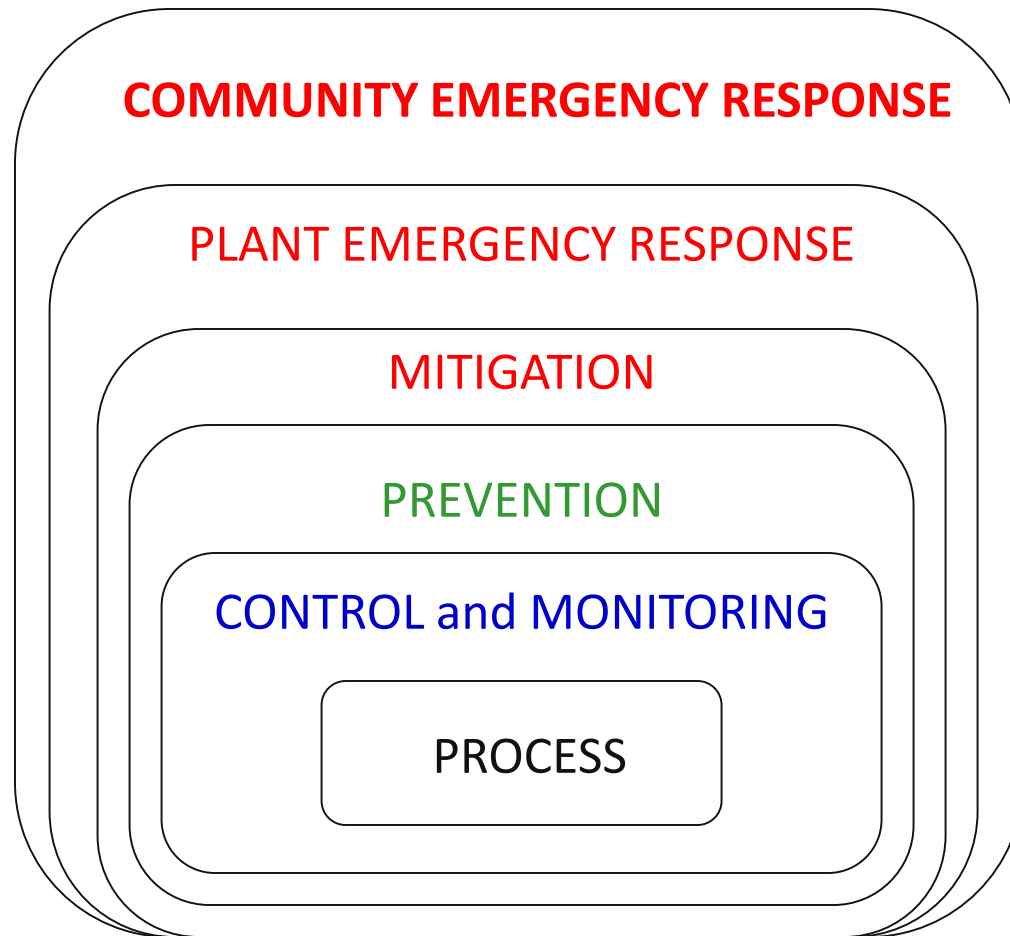 COMMUNITY EMERGENCY RESPONSE
PLANT EMERGENCY RESPONSE
MITIGATION
PREVENTION
CONTROL and MONITORING
PROCESS